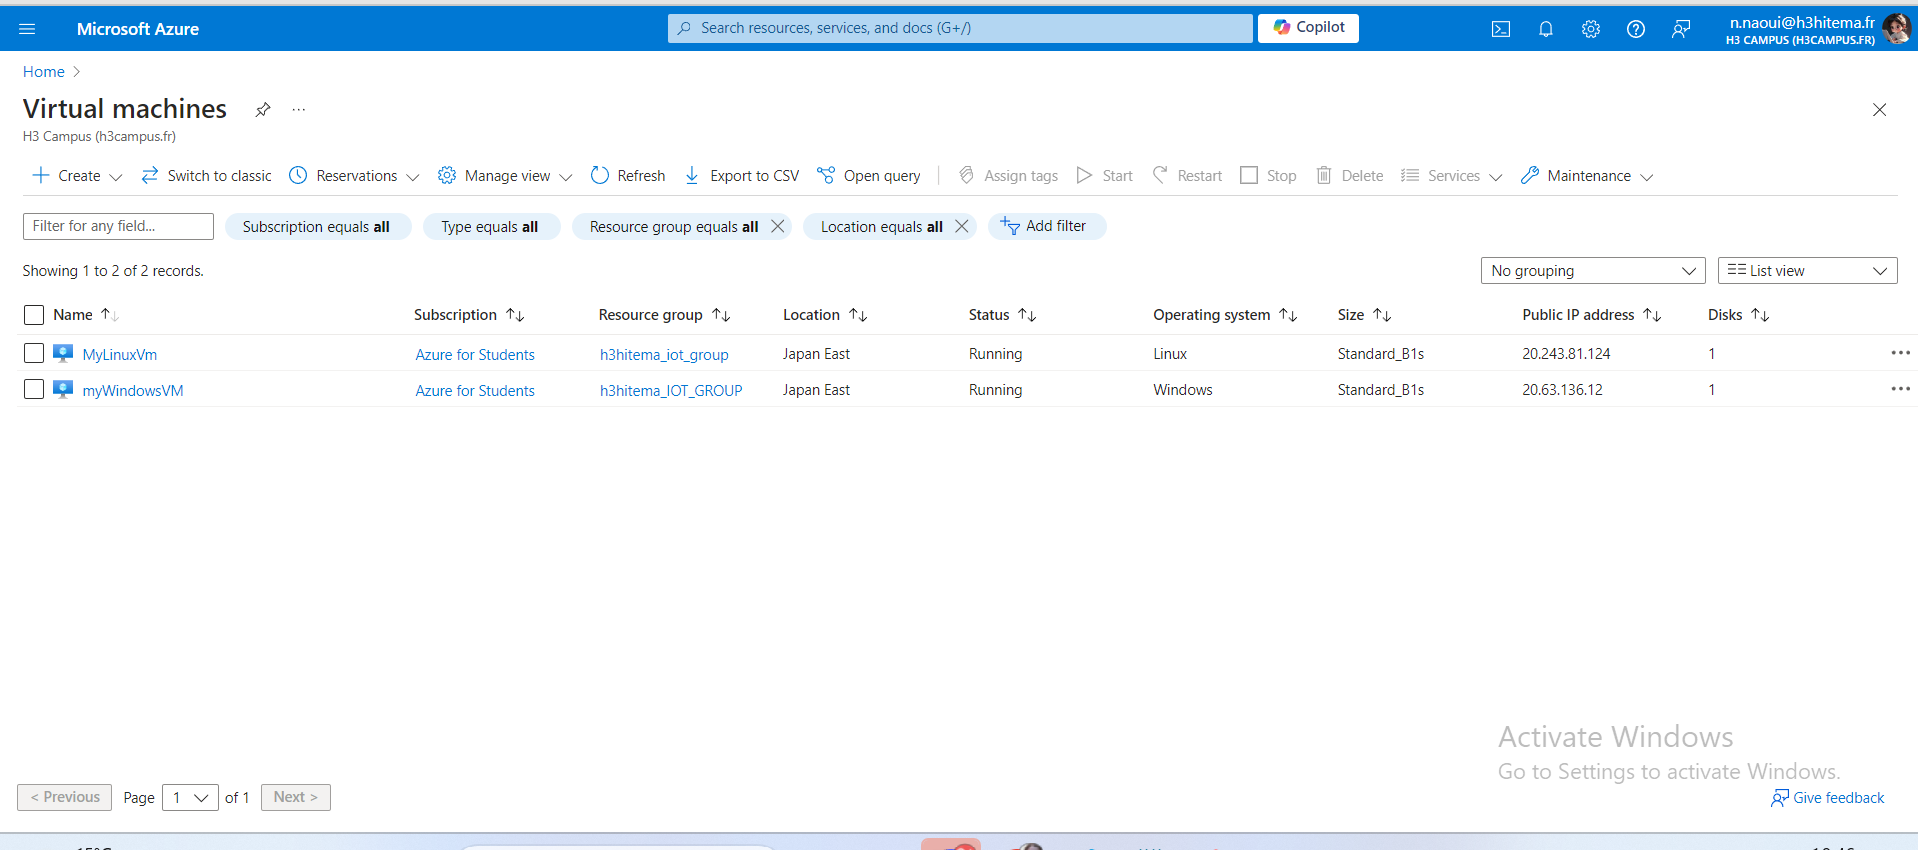 Microsoft Azure
Search resources, services, and docs (G+/)
Copilot
n.naoui@h3hitema.fr
H3 CAMPUS (H3CAMPUS.FR)
Home
Virtual machines
H3 Campus (h3campus.fr)
Create Switch to classic Reservations Manage view Refresh Export to CSV Open query Assign tags Start Restart Stop Delete Services Maintenance
Filter for any field... Subscription equals all Type equals all Resource group equals all Location equals all Add filter
Showing 1 to 2 of 2 records. No grouping List view
Name Subscription Resource group Location Status Operating system Size Public IP address Disks
MyLinuxVm Azure for Students h3hitema_iot_group Japan East Running Linux Standard_B1s 20.243.81.124 1
myWindowsVM Azure for Students h3hitema_IOT_GROUP Japan East Running Windows Standard_B1s 20.63.136.12 1
Activate Windows
Go to Settings to activate Windows.
< Previous Page 1 of 1 Next >
Give feedback